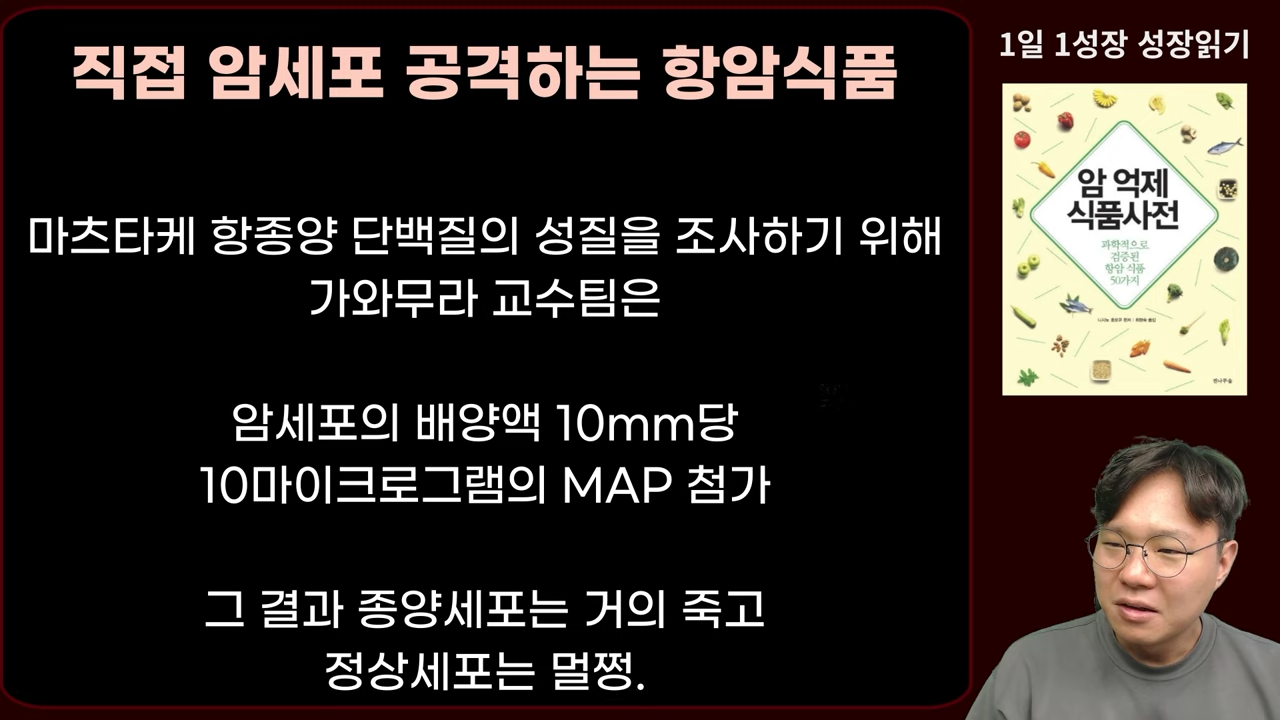 직접 암세포 공격하는 항암식품
마츠타케 항종양 단백질의 성질을 조사하기 위해
가와무라 교수팀은
암세포의 배양액 10mm당
10마이크로그램의 MAP 첨가
그 결과 종양세포는 거의 죽고
정상세포는 멀쩡.
1일 1성장 성장읽기
암 억제
식품사전
과학적으로
검증된
항암 식품
50가지
전나무숲